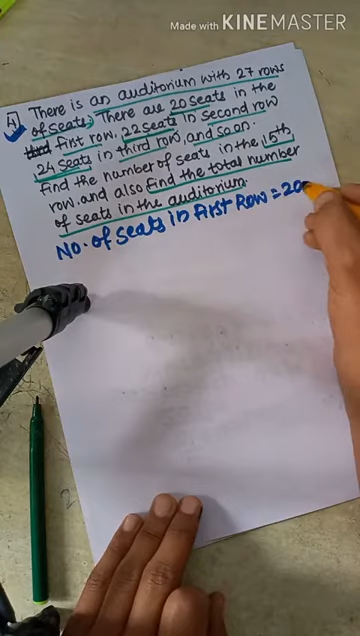 Made with KINEMASTER
4) There is an auditorium with 27 rows
of seats, There are 20 seats in the
third first row, 22 seats in second row
24 seats in third row, and so on.
Find the number of seats in the 15th
row, and also find the total number
of seats in the auditorium.
No. of seats in First Row = 20